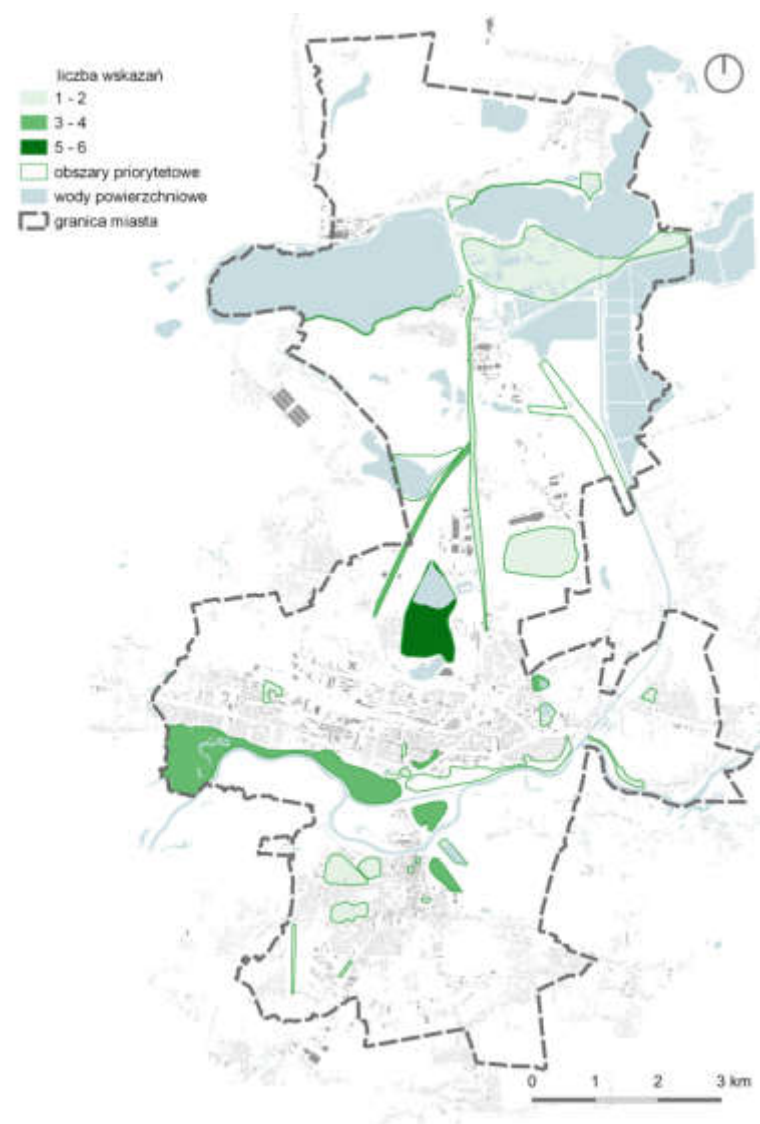 liczba wskazań
1 - 2
3 - 4
5 - 6
obszary priorytetowe
wody powierzchniowe
granica miasta
0 1 2 3 km